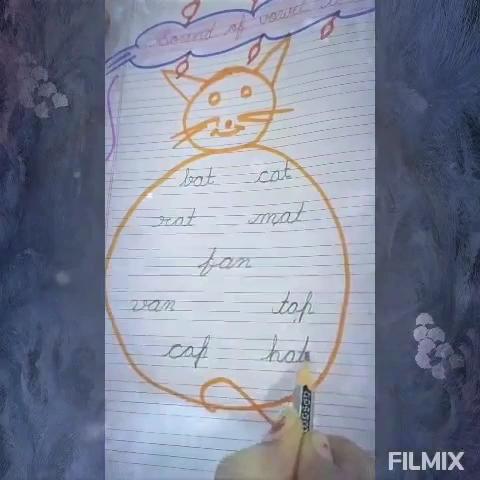 Sound of vowel
bat cat
rat mat
fan
van tap
cap hat
FILMIX